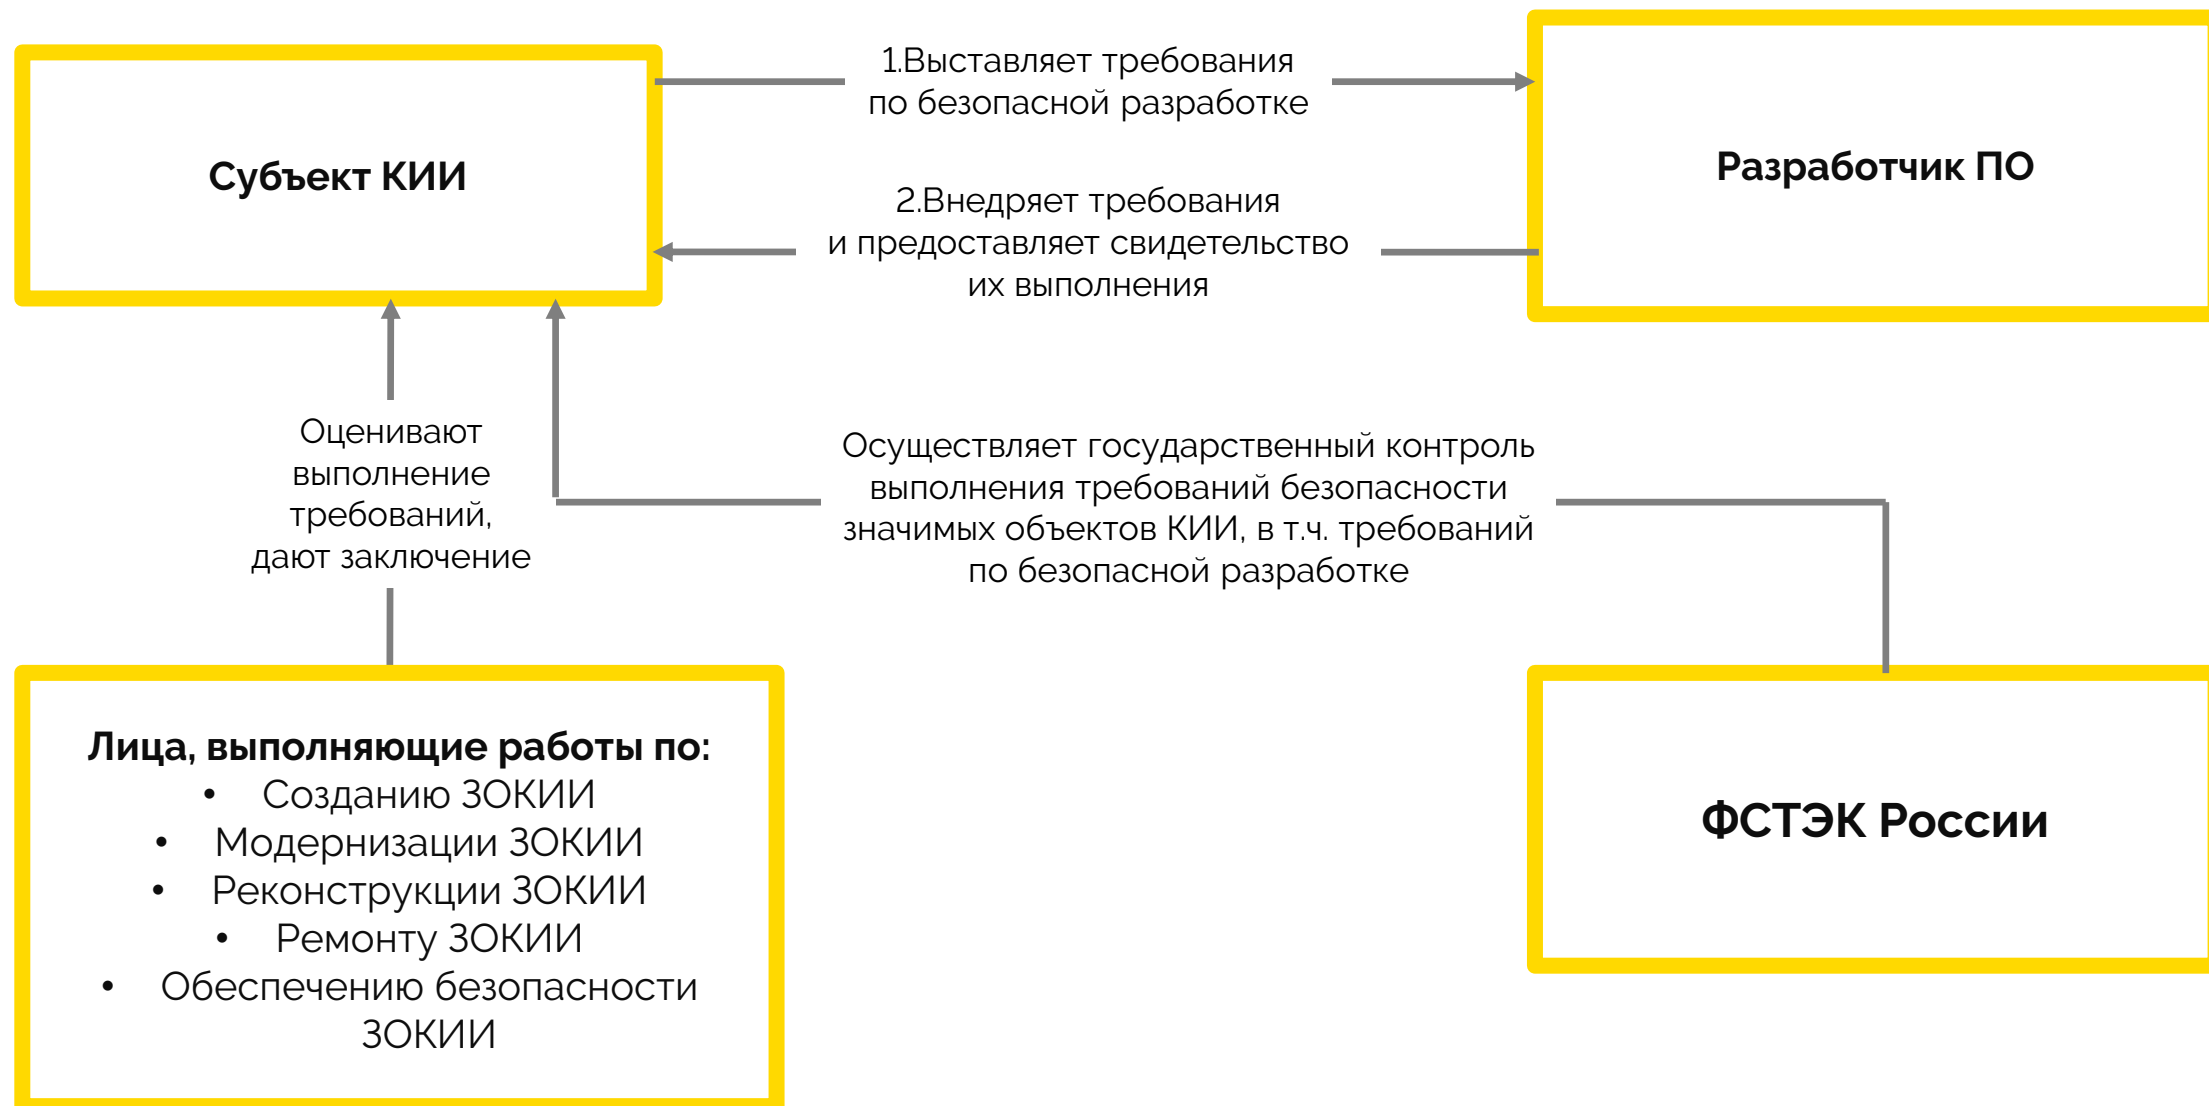 Субъект КИИ
1.Выставляет требования
по безопасной разработке
Разработчик ПО
2.Внедряет требования
и предоставляет свидетельство
их выполнения
Оценивают
выполнение
требований,
дают заключение
Осуществляет государственный контроль
выполнения требований безопасности
значимых объектов КИИ, в т.ч. требований
по безопасной разработке
Лица, выполняющие работы по:
• Созданию ЗОКИИ
• Модернизации ЗОКИИ
• Реконструкции ЗОКИИ
• Ремонту ЗОКИИ
• Обеспечению безопасности
ЗОКИИ
ФСТЭК России